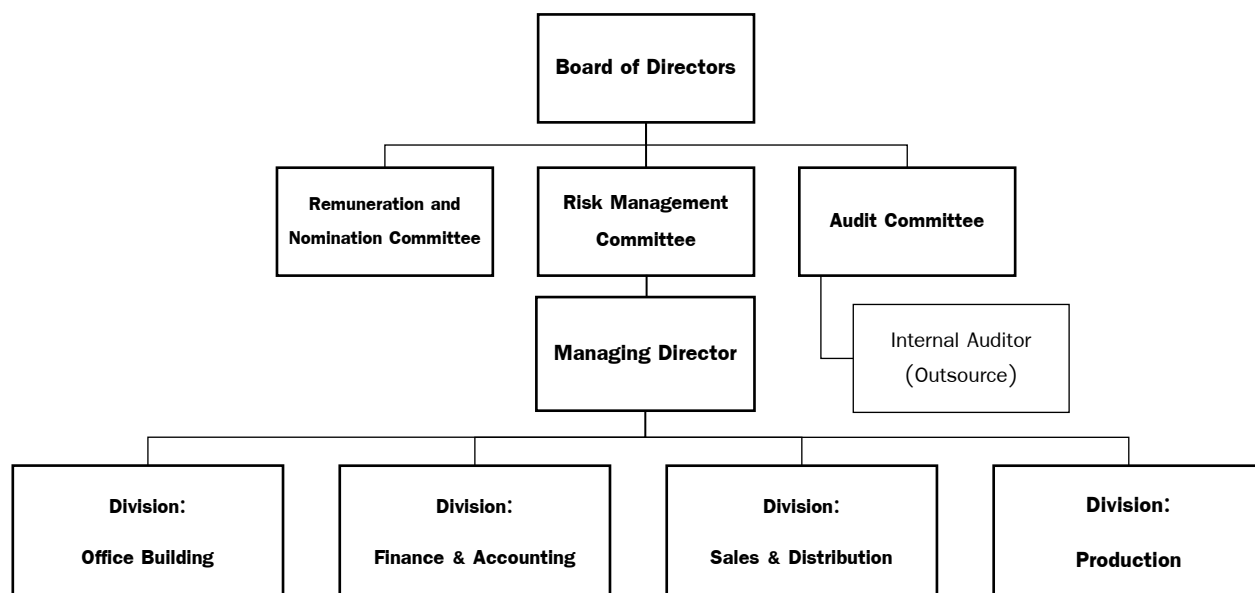 Board of Directors
Remuneration and
Nomination Committee
Risk Management
Committee
Audit Committee
Managing Director
Internal Auditor
(Outsource)
Division:
Office Building
Division:
Finance & Accounting
Division:
Sales & Distribution
Division:
Production